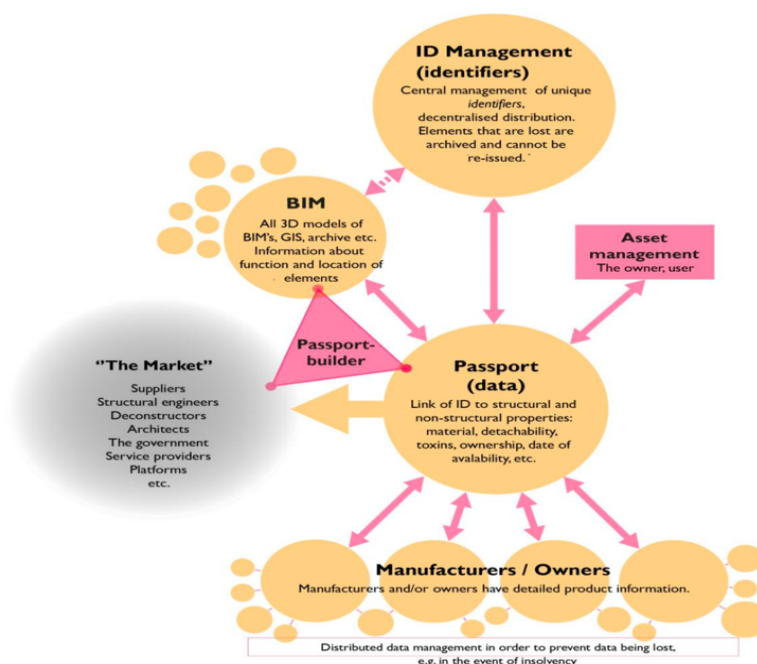 ID Management
(identifiers)
Central management of unique
identifiers,
decentralised distribution.
Elements that are lost are
archived and cannot be
re-issued.
BIM
All 3D models of
BIM's, GIS, archive etc.
Information about
function and location of
elements
Asset
management
The owner, user
Passport-
builder
"The Market"
Suppliers
Structural engineers
Deconstructors
Architects
The government
Service providers
Platforms
etc.
Passport
(data)
Link of ID to structural and
non-structural properties:
material, detachability,
toxins, ownership, date of
avalability, etc.
Manufacturers / Owners
Manufacturers and/or owners have detailed product information.
Distributed data management in order to prevent data being lost,
e.g. in the event of insolvency